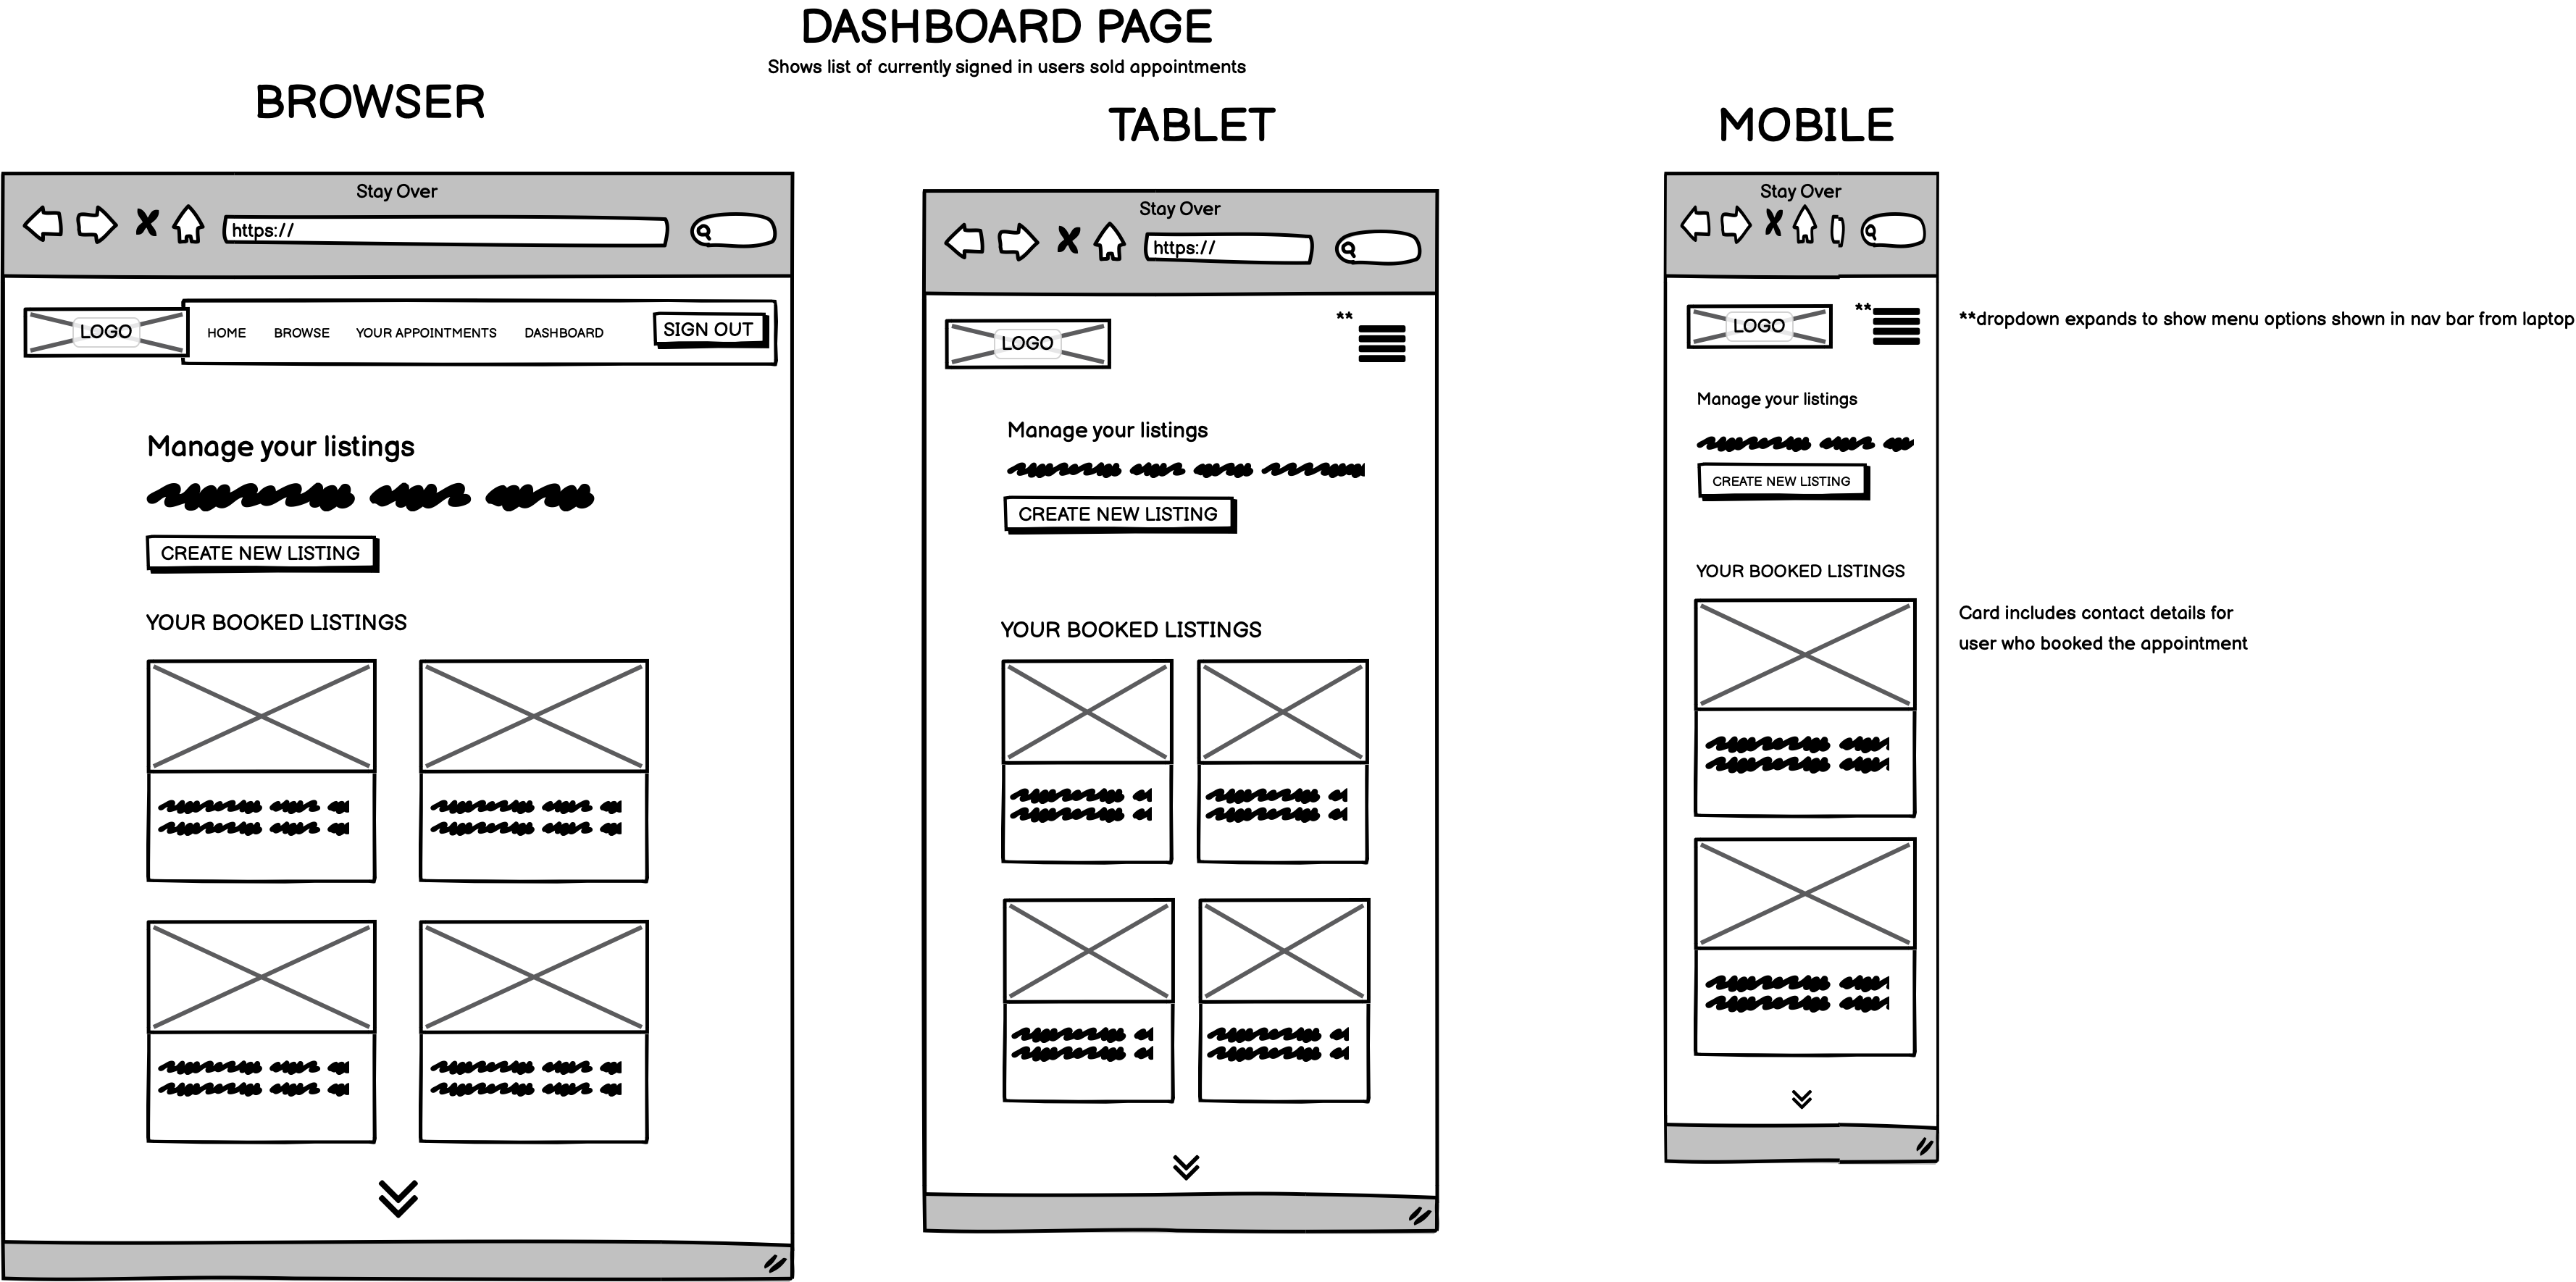 DASHBOARD PAGE
Shows list of currently signed in users sold appointments
BROWSER
Stay Over
https://
LOGO
HOME BROWSE YOUR APPOINTMENTS DASHBOARD SIGN OUT
Manage your listings
CREATE NEW LISTING
YOUR BOOKED LISTINGS
TABLET
Stay Over
https://
LOGO
**
Manage your listings
CREATE NEW LISTING
YOUR BOOKED LISTINGS
MOBILE
Stay Over
LOGO
**
**dropdown expands to show menu options shown in nav bar from laptop
Manage your listings
CREATE NEW LISTING
YOUR BOOKED LISTINGS
Card includes contact details for
user who booked the appointment